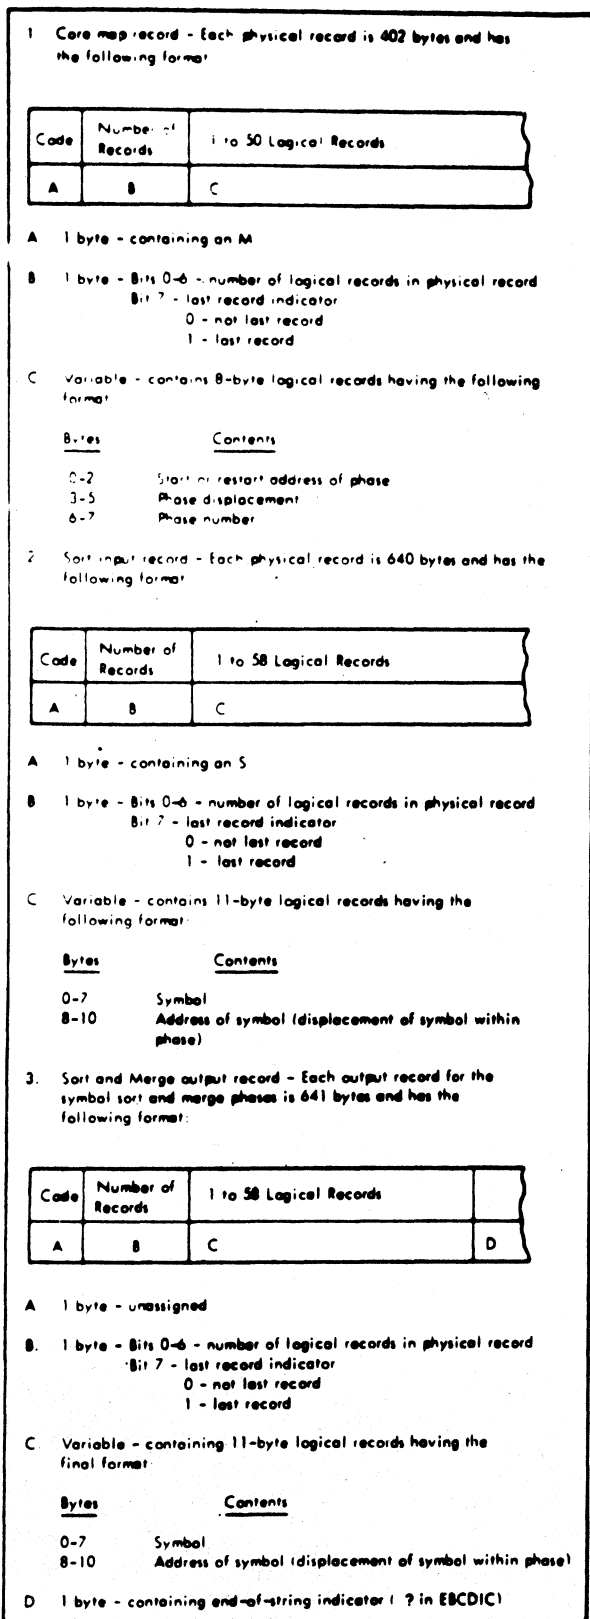 1 Core map record - Each physical record is 402 bytes and has
the following format
Code
Number of
Records
1 to 50 Logical Records
A B C
A 1 byte - containing an M
B 1 byte - Bits 0-6 - number of logical records in physical record
Bit 7 - last record indicator
0 - not last record
1 - last record
C Variable - contains 8-byte logical records having the following
format
Bytes Contents
0-2 Start or restart address of phase
3-5 Phase displacement
6-7 Phase number
2 Sort input record - Each physical record is 640 bytes and has the
following format
Code
Number of
Records
1 to 58 Logical Records
A B C
A 1 byte - containing an S
B 1 byte - Bits 0-6 - number of logical records in physical record
Bit 7 - last record indicator
0 - not last record
1 - last record
C Variable - contains 11-byte logical records having the
following format
Bytes Contents
0-7 Symbol
8-10 Address of symbol (displacement of symbol within
phase)
3. Sort and Merge output record - Each output record for the
symbol sort and merge phases is 641 bytes and has the
following format:
Code
Number of
Records
1 to 58 Logical Records
A B C D
A 1 byte - unassigned
B. 1 byte - Bits 0-6 - number of logical records in physical record
Bit 7 - last record indicator
0 - not last record
1 - last record
C Variable - containing 11-byte logical records having the
final format
Bytes Contents
0-7 Symbol
8-10 Address of symbol (displacement of symbol within phase)
D 1 byte - containing end-of-string indicator ( ? in EBCDIC)